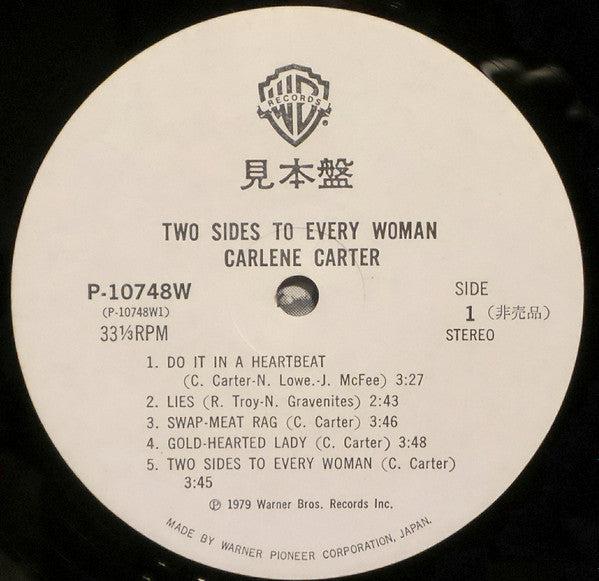 WB
RECORDS
®
見本盤
TWO SIDES TO EVERY WOMAN
CARLENE CARTER
P-10748W
(P-10748W1)
33⅓RPM
SIDE
1 (非売品)
STEREO
1. DO IT IN A HEARTBEAT
(C. Carter-N. Lowe.-J. McFee) 3:27
2. LIES (R. Troy-N. Gravenites) 2:43
3. SWAP-MEAT RAG (C. Carter) 3:46
4. GOLD-HEARTED LADY (C. Carter) 3:48
5. TWO SIDES TO EVERY WOMAN (C. Carter)
3:45
℗ 1979 Warner Bros. Records Inc.
MADE BY WARNER PIONEER CORPORATION, JAPAN.